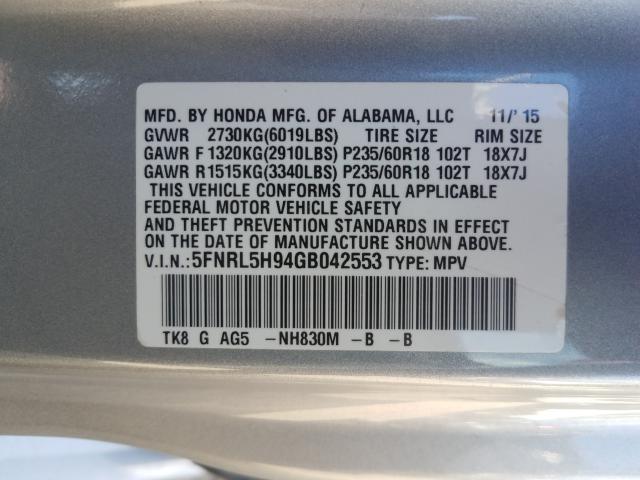 MFD. BY HONDA MFG. OF ALABAMA, LLC 11/' 15
GVWR 2730KG(6019LBS) TIRE SIZE RIM SIZE
GAWR F 1320KG(2910LBS) P235/60R18 102T 18X7J
GAWR R1515KG(3340LBS) P235/60R18 102T 18X7J
THIS VEHICLE CONFORMS TO ALL APPLICABLE
FEDERAL MOTOR VEHICLE SAFETY
AND THEFT PREVENTION STANDARDS IN EFFECT
ON THE DATE OF MANUFACTURE SHOWN ABOVE.
V.I.N.:5FNRL5H94GB042553 TYPE: MPV
TK8 G AG5 -NH830M -B -B